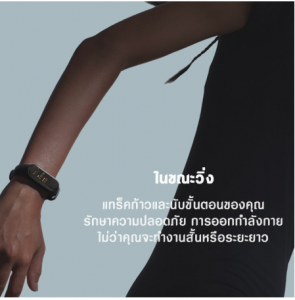 ในขณะวิ่ง
แทร็คก้าวและนับขั้นตอนของคุณ
รักษาความปลอดภัย การออกกำลังกาย
ไม่ว่าคุณจะทำงานสั้นหรือระยะยาว